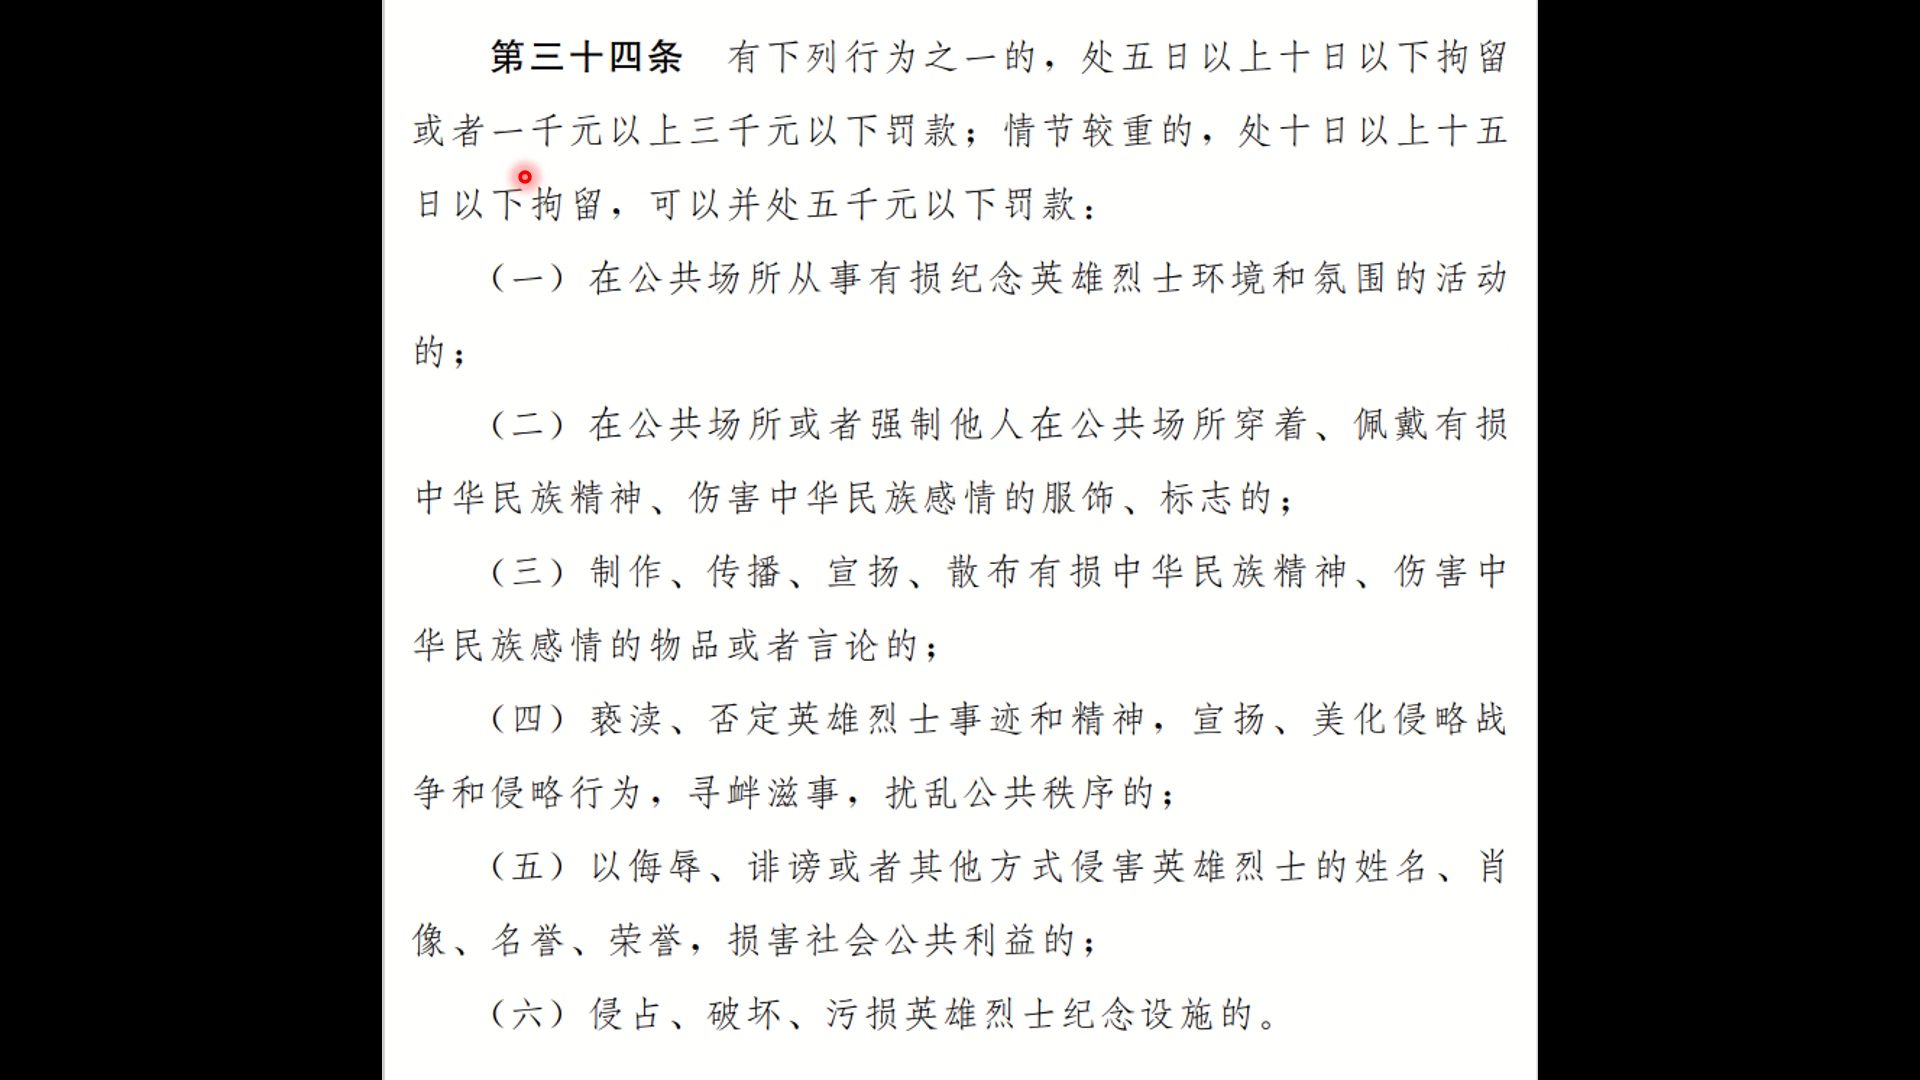 第三十四条 有下列行为之一的，处五日以上十日以下拘留
或者一千元以上三千元以下罚款；情节较重的，处十日以上十五
日以下拘留，可以并处五千元以下罚款：
（一）在公共场所从事有损纪念英雄烈士环境和氛围的活动
的；
（二）在公共场所或者强制他人在公共场所穿着、佩戴有损
中华民族精神、伤害中华民族感情的服饰、标志的；
（三）制作、传播、宣扬、散布有损中华民族精神、伤害中
华民族感情的物品或者言论的；
（四）亵渎、否定英雄烈士事迹和精神，宣扬、美化侵略战
争和侵略行为，寻衅滋事，扰乱公共秩序的；
（五）以侮辱、诽谤或者其他方式侵害英雄烈士的姓名、肖
像、名誉、荣誉，损害社会公共利益的；
（六）侵占、破坏、污损英雄烈士纪念设施的。